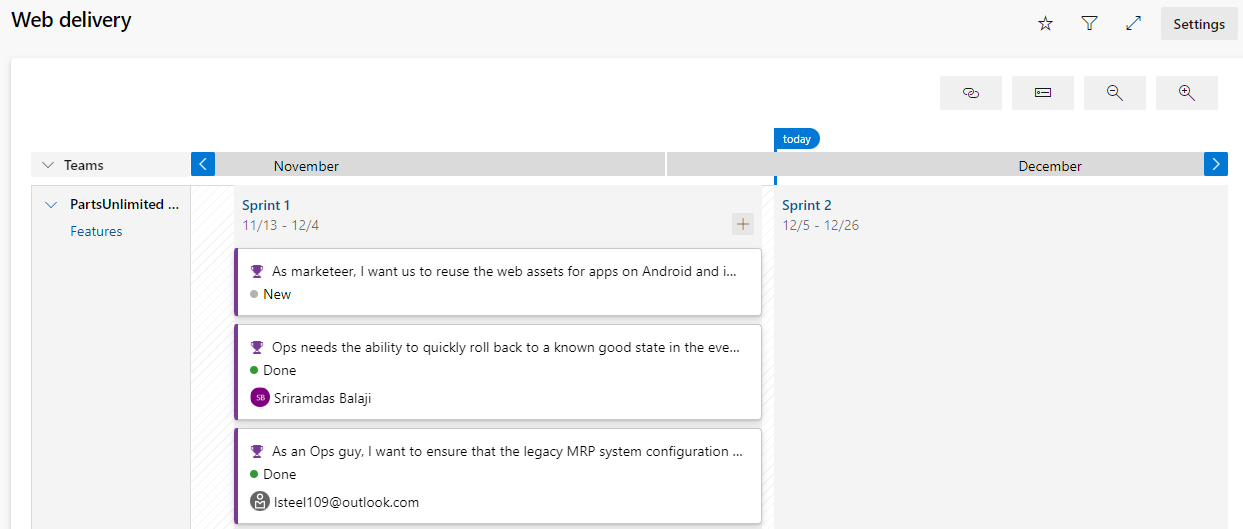 Web delivery
Settings
today
Teams
November
December
PartsUnlimited ...
Features
Sprint 1
11/13 - 12/4
Sprint 2
12/5 - 12/26
As marketeer, I want us to reuse the web assets for apps on Android and i...
New
Ops needs the ability to quickly roll back to a known good state in the eve...
Done
SB Sriramdas Balaji
As an Ops guy, I want to ensure that the legacy MRP system configuration ...
Done
lsteel109@outlook.com